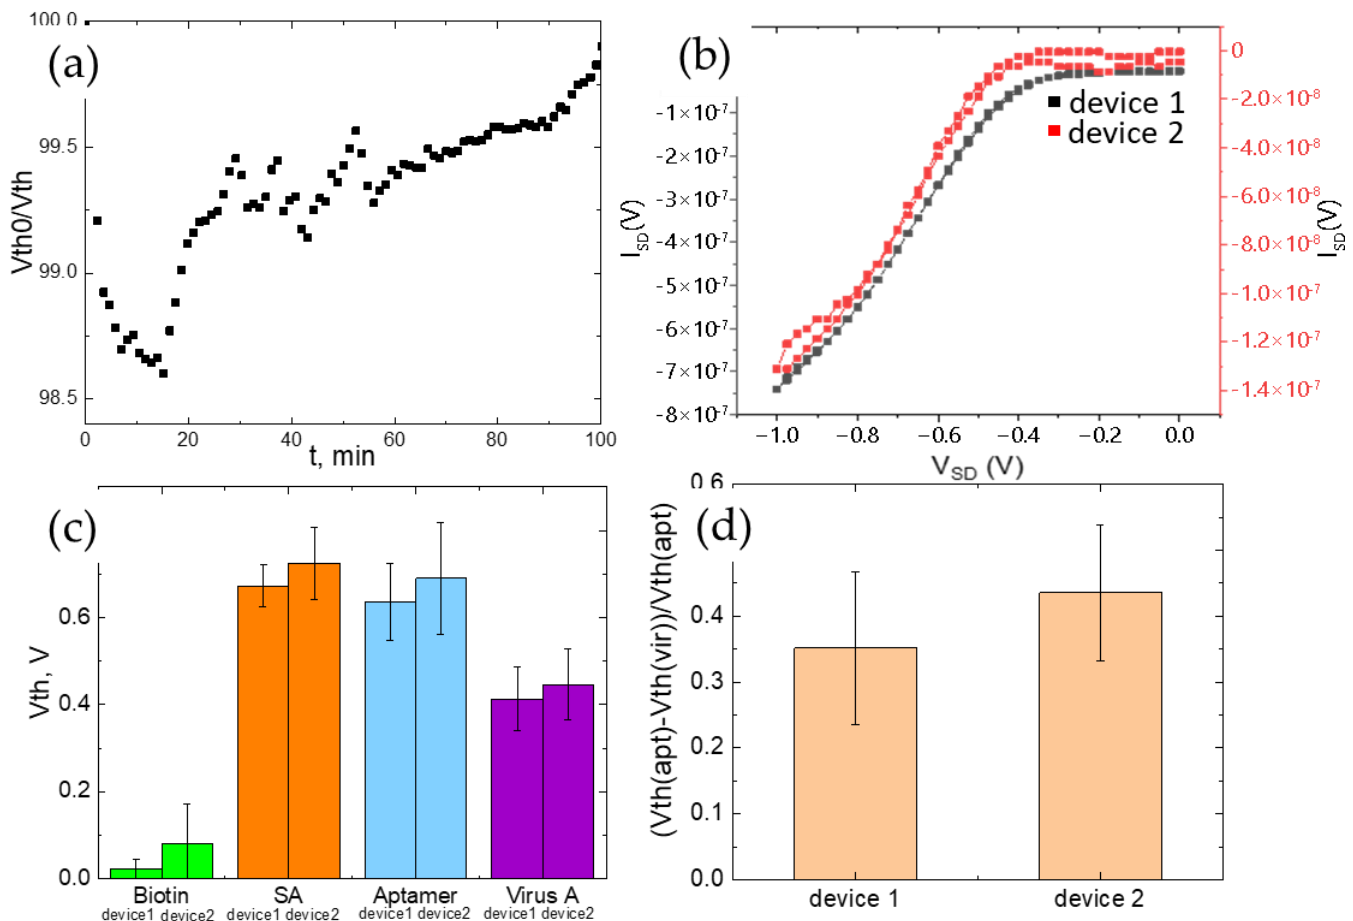 (a)
100.0
99.5
99.0
98.5
Vth0/Vth
0
20
40
60
80
100
t, min
(b)
device 1
device 2
−1×10⁻⁷
−2×10⁻⁷
−3×10⁻⁷
−4×10⁻⁷
−5×10⁻⁷
−6×10⁻⁷
−7×10⁻⁷
−8×10⁻⁷
I_SD(V)
0
−2.0×10⁻⁸
−4.0×10⁻⁸
−6.0×10⁻⁸
−8.0×10⁻⁸
−1.0×10⁻⁷
−1.2×10⁻⁷
−1.4×10⁻⁷
I_SD(V)
−1.0
−0.8
−0.6
−0.4
−0.2
0.0
V_SD (V)
(c)
0.6
0.4
0.2
0.0
Vth, V
Biotin
SA
Aptamer
Virus A
device1 device2
device1 device2
device1 device2
device1 device2
(d)
0.6
0.4
0.3
0.2
0.1
0.0
(Vth(apt)-Vth(vir))/Vth(apt)
device 1
device 2